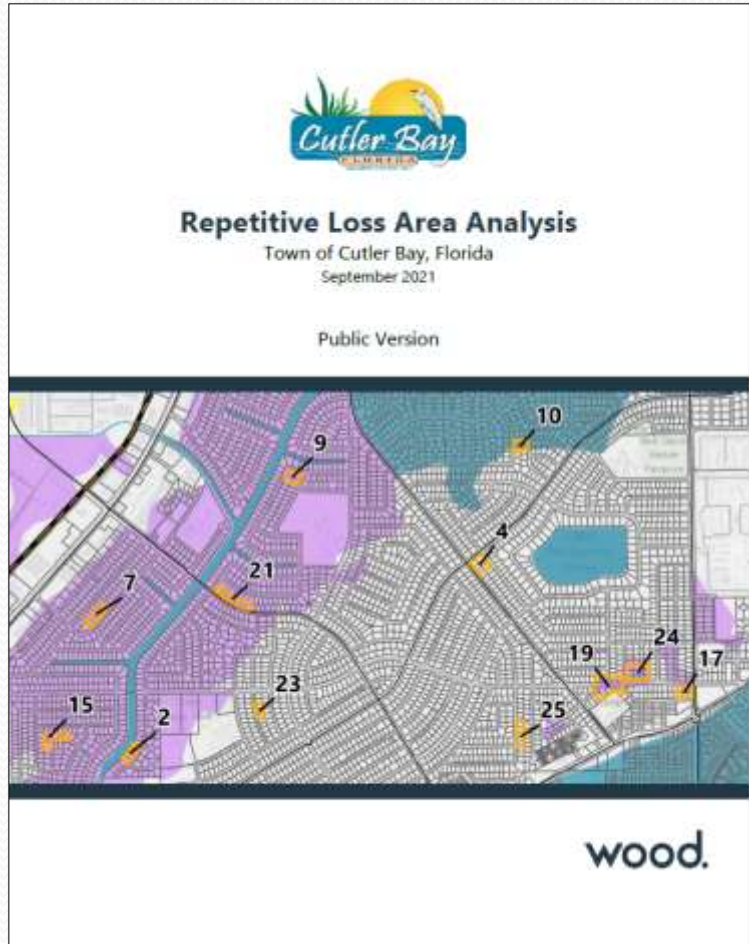 Cutler Bay
FLORIDA
Repetitive Loss Area Analysis
Town of Cutler Bay, Florida
September 2021
Public Version
10
9
4
7
21
24
19
17
23
15
2
25
wood.